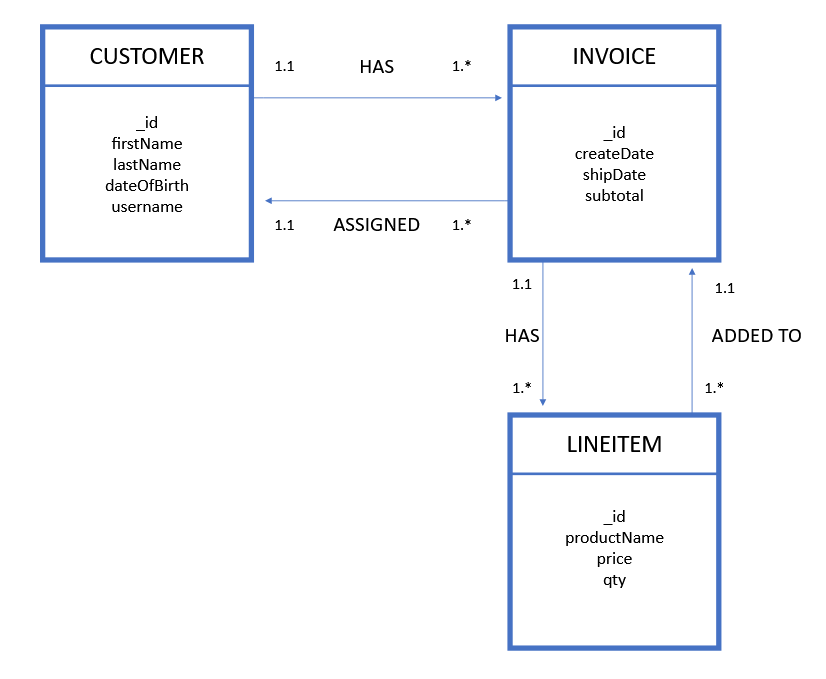 CUSTOMER
_id
firstName
lastName
dateOfBirth
username
1.1 HAS 1.*
1.1 ASSIGNED 1.*
INVOICE
_id
createDate
shipDate
subtotal
1.1
HAS
1.*
1.1
ADDED TO
1.*
LINEITEM
_id
productName
price
qty